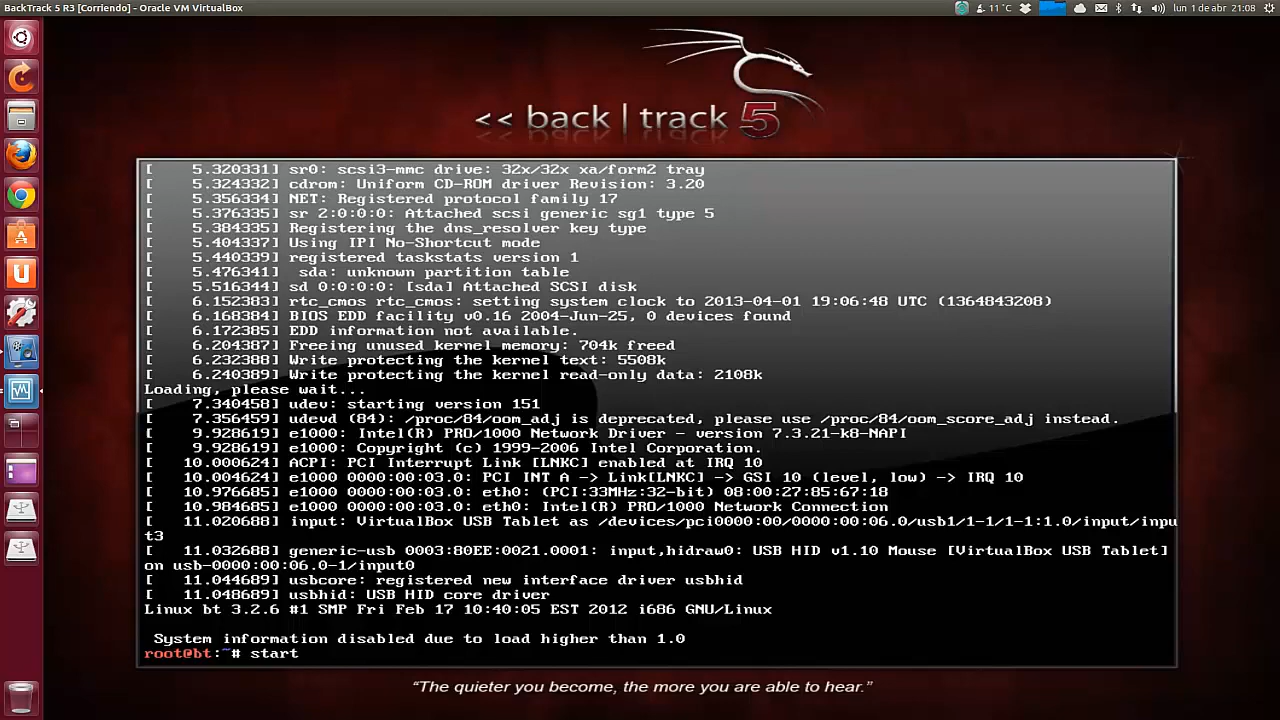 BackTrack 5 R3 [Corriendo] - Oracle VM VirtualBox
11 °C
lun 1 de abr 21:08
<< back | track 5
[    5.320331] sr0: scsi3-mmc drive: 32x/32x xa/form2 tray
[    5.324332] cdrom: Uniform CD-ROM driver Revision: 3.20
[    5.356334] NET: Registered protocol family 17
[    5.376335] sr 2:0:0:0: Attached scsi generic sg1 type 5
[    5.384335] Registering the dns_resolver key type
[    5.404337] Using IPI No-Shortcut mode
[    5.440339] registered taskstats version 1
[    5.476341]  sda: unknown partition table
[    5.516344] sd 0:0:0:0: [sda] Attached SCSI disk
[    6.152383] rtc_cmos rtc_cmos: setting system clock to 2013-04-01 19:06:48 UTC (1364843208)
[    6.168384] BIOS EDD facility v0.16 2004-Jun-25, 0 devices found
[    6.172385] EDD information not available.
[    6.204387] Freeing unused kernel memory: 704k freed
[    6.232388] Write protecting the kernel text: 5508k
[    6.240389] Write protecting the kernel read-only data: 2108k
Loading, please wait...
[    7.340458] udev: starting version 151
[    7.356459] udevd (84): /proc/84/oom_adj is deprecated, please use /proc/84/oom_score_adj instead.
[    9.928619] e1000: Intel(R) PRO/1000 Network Driver - version 7.3.21-k8-NAPI
[    9.928619] e1000: Copyright (c) 1999-2006 Intel Corporation.
[   10.000624] ACPI: PCI Interrupt Link [LNKC] enabled at IRQ 10
[   10.004624] e1000 0000:00:03.0: PCI INT A -> Link[LNKC] -> GSI 10 (level, low) -> IRQ 10
[   10.976685] e1000 0000:00:03.0: eth0: (PCI:33MHz:32-bit) 08:00:27:85:67:18
[   10.984685] e1000 0000:00:03.0: eth0: Intel(R) PRO/1000 Network Connection
[   11.020688] input: VirtualBox USB Tablet as /devices/pci0000:00/0000:00:06.0/usb1/1-1/1-1:1.0/input/inpu
t3
[   11.032688] generic-usb 0003:80EE:0021.0001: input,hidraw0: USB HID v1.10 Mouse [VirtualBox USB Tablet]
on usb-0000:00:06.0-1/input0
[   11.044689] usbcore: registered new interface driver usbhid
[   11.048689] usbhid: USB HID core driver
Linux bt 3.2.6 #1 SMP Fri Feb 17 10:40:05 EST 2012 i686 GNU/Linux
System information disabled due to load higher than 1.0
root@bt:~# start
“The quieter you become, the more you are able to hear.”